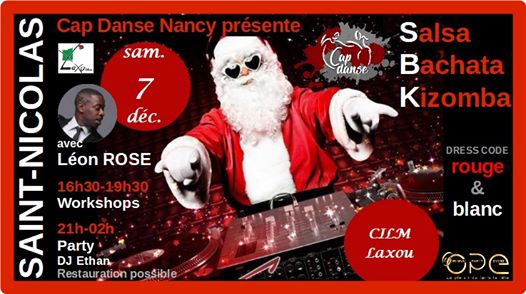 SAINT-NICOLAS
Cap Danse Nancy présente
sam.
7
déc.
Cap
danse
Salsa
Bachata
Kizomba
avec
Léon ROSE
16h30-19h30
Workshops
21h-02h
Party
DJ Ethan
Restauration possible
DRESS CODE
rouge
&
blanc
CILM
Laxou
ope